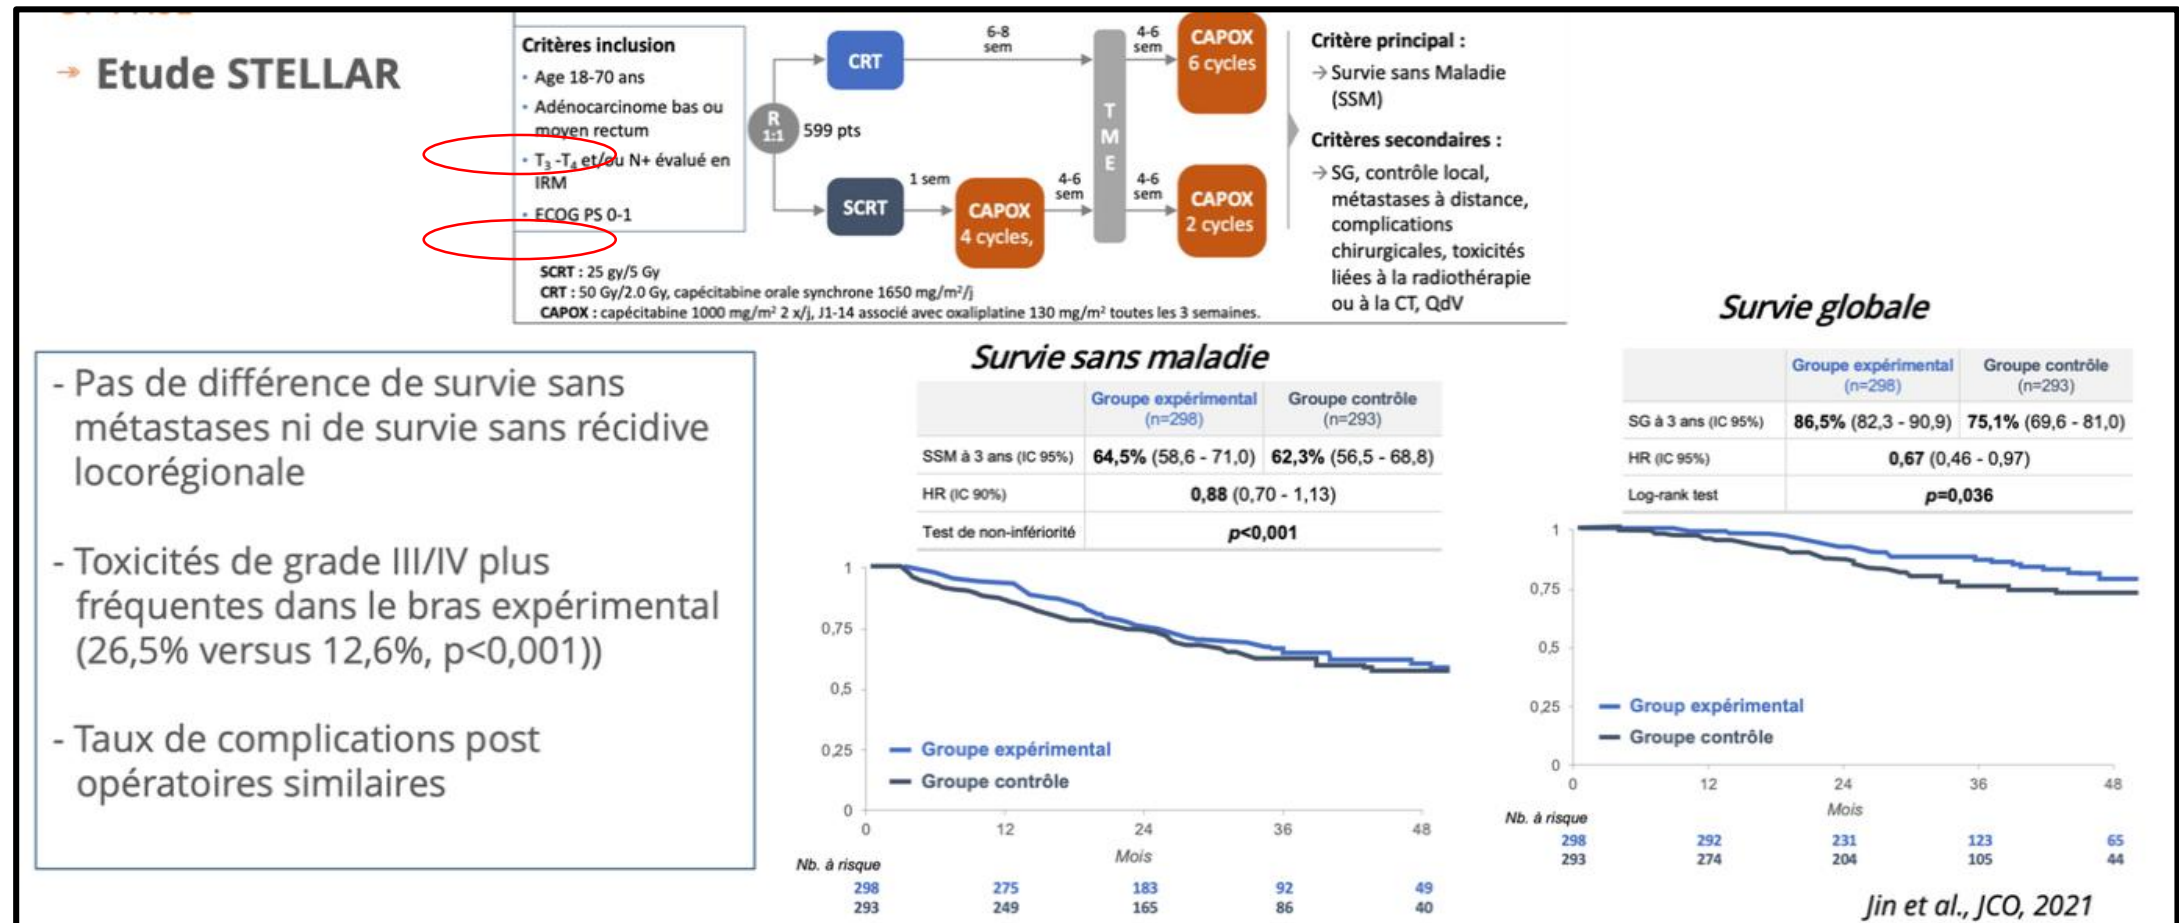 → Etude STELLAR
Critères inclusion
• Age 18-70 ans
• Adénocarcinome bas ou
moyen rectum
• T₃ -T₄ et/ou N+ évalué en
IRM
• ECOG PS 0-1
R
1:1
599 pts
CRT
6-8
sem
T
M
E
4-6
sem
CAPOX
6 cycles
SCRT
1 sem
CAPOX
4 cycles,
4-6
sem
4-6
sem
CAPOX
2 cycles
Critère principal :
→ Survie sans Maladie
(SSM)
Critères secondaires :
→ SG, contrôle local,
métastases à distance,
complications
chirurgicales, toxicités
liées à la radiothérapie
ou à la CT, QdV
SCRT : 25 gy/5 Gy
CRT : 50 Gy/2.0 Gy, capécitabine orale synchrone 1650 mg/m²/j
CAPOX : capécitabine 1000 mg/m² 2 x/j, J1-14 associé avec oxaliplatine 130 mg/m² toutes les 3 semaines.
- Pas de différence de survie sans
métastases ni de survie sans récidive
locorégionale
- Toxicités de grade III/IV plus
fréquentes dans le bras expérimental
(26,5% versus 12,6%, p<0,001))
- Taux de complications post
opératoires similaires
Survie sans maladie
Groupe expérimental Groupe contrôle
(n=298) (n=293)
SSM à 3 ans (IC 95%) 64,5% (58,6 - 71,0) 62,3% (56,5 - 68,8)
HR (IC 90%) 0,88 (0,70 - 1,13)
Test de non-infériorité p<0,001
1
0,75
0,5
0,25
0
Groupe expérimental
Groupe contrôle
0 12 24 36 48
Mois
Nb. à risque
298 275 183 92 49
293 249 165 86 40
Survie globale
Groupe expérimental Groupe contrôle
(n=298) (n=293)
SG à 3 ans (IC 95%) 86,5% (82,3 - 90,9) 75,1% (69,6 - 81,0)
HR (IC 95%) 0,67 (0,46 - 0,97)
Log-rank test p=0,036
1
0,75
0,5
0,25
0
Group expérimental
Groupe contrôle
0 12 24 36 48
Mois
Nb. à risque
298 292 231 123 65
293 274 204 105 44
Jin et al., JCO, 2021